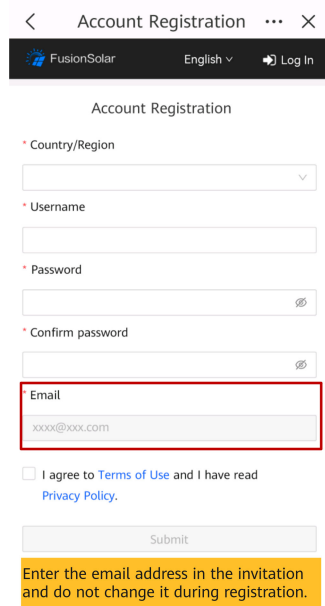 Account Registration
FusionSolar
English
Log In
Account Registration
* Country/Region
* Username
* Password
* Confirm password
* Email
xxxx@xxx.com
I agree to Terms of Use and I have read
Privacy Policy.
Submit
Enter the email address in the invitation
and do not change it during registration.